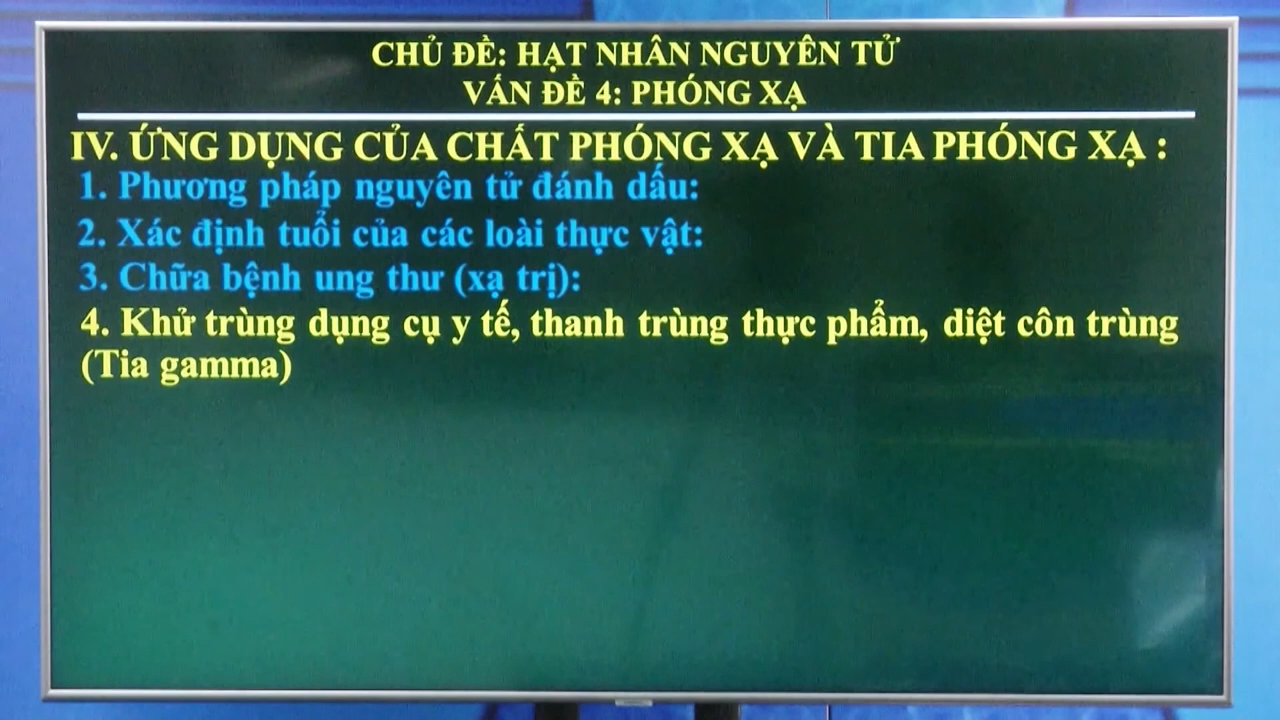 CHỦ ĐỀ: HẠT NHÂN NGUYÊN TỬ
VẤN ĐỀ 4: PHÓNG XẠ
IV. ỨNG DỤNG CỦA CHẤT PHÓNG XẠ VÀ TIA PHÓNG XẠ :
1. Phương pháp nguyên tử đánh dấu:
2. Xác định tuổi của các loài thực vật:
3. Chữa bệnh ung thư (xạ trị):
4. Khử trùng dụng cụ y tế, thanh trùng thực phẩm, diệt côn trùng
(Tia gamma)